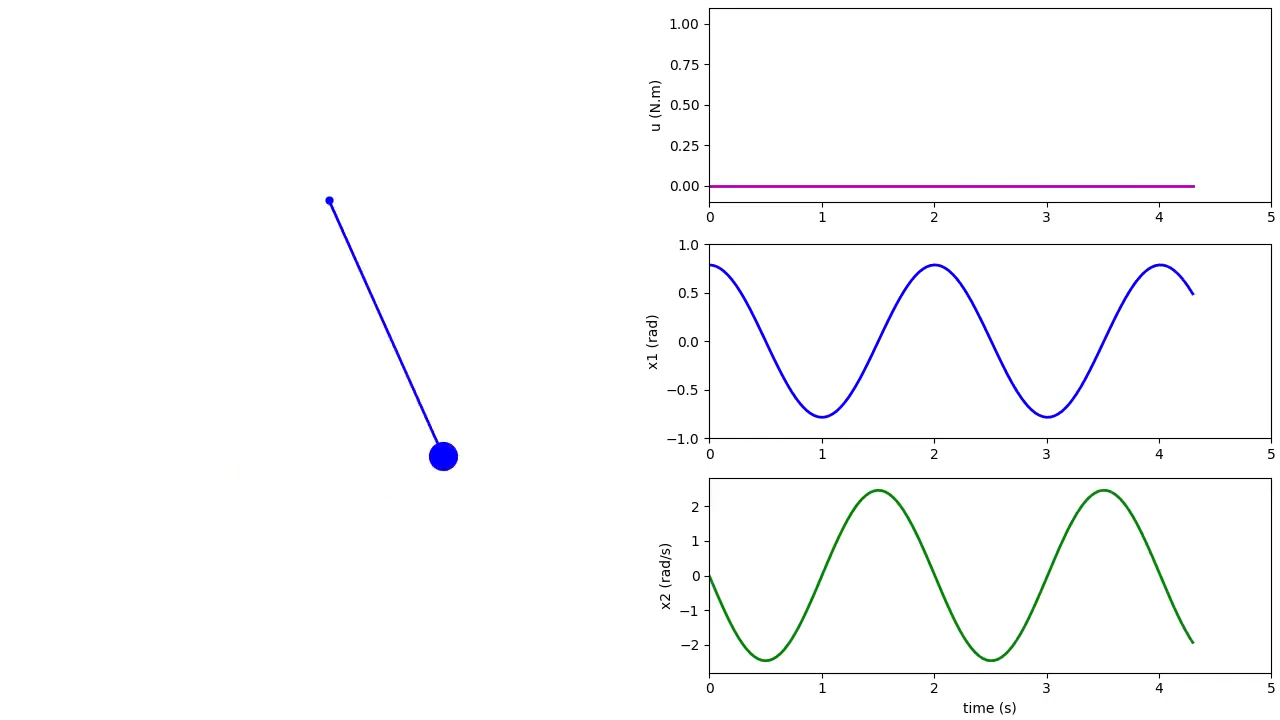 1.00
0.75
0.50
0.25
0.00
u (N.m)
0 1 2 3 4 5
1.0
0.5
0.0
−0.5
−1.0
x1 (rad)
0 1 2 3 4 5
2
1
0
−1
−2
x2 (rad/s)
0 1 2 3 4 5
time (s)